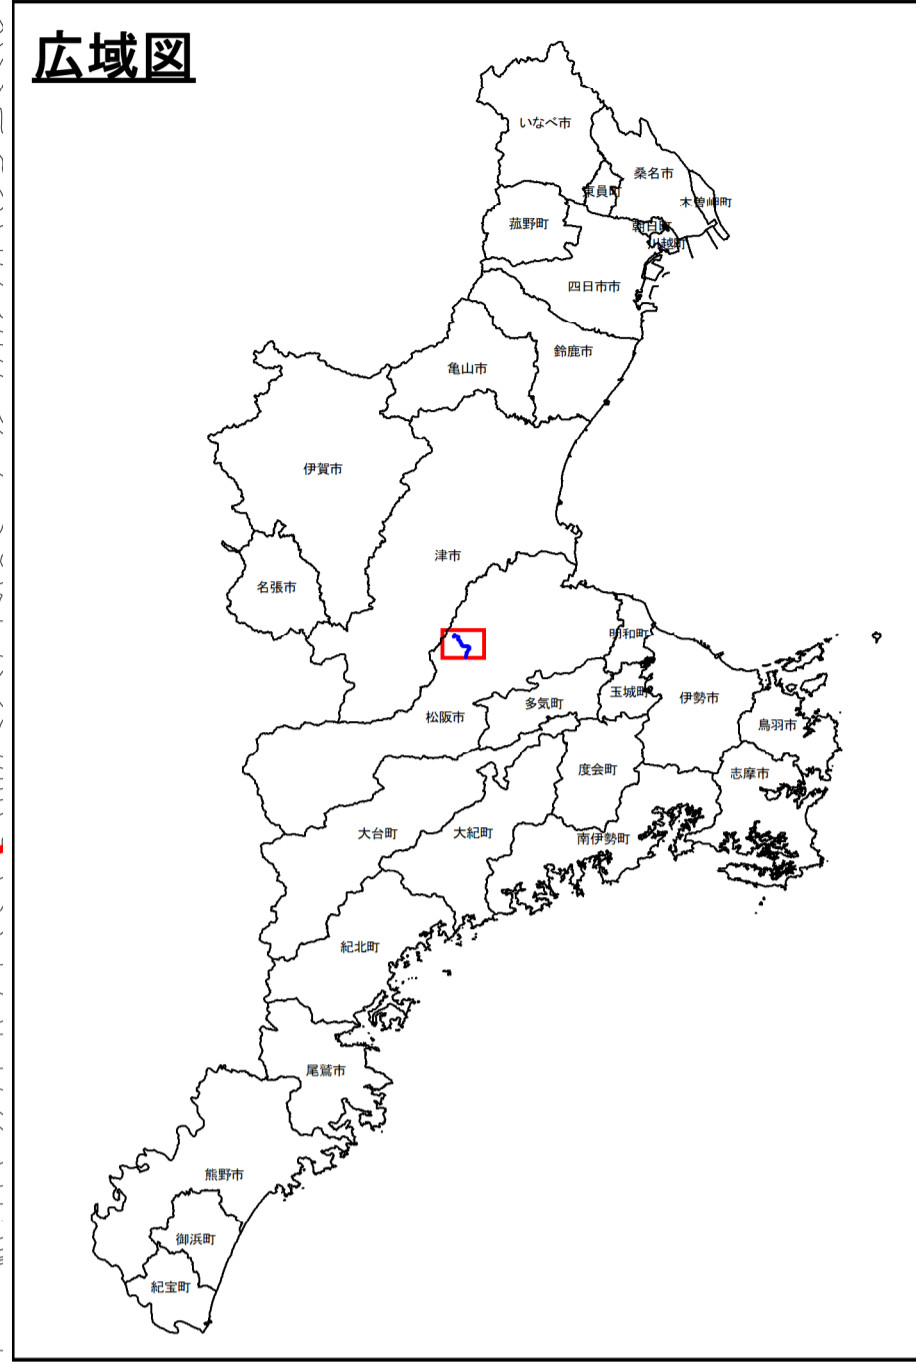 広域図
いなべ市
桑名市
東員町
木曽岬町
菰野町
朝日町
川越町
四日市市
鈴鹿市
亀山市
伊賀市
津市
名張市
明和町
玉城町
伊勢市
多気町
松阪市
鳥羽市
度会町
志摩市
大台町
大紀町
南伊勢町
紀北町
尾鷲市
熊野市
御浜町
紀宝町